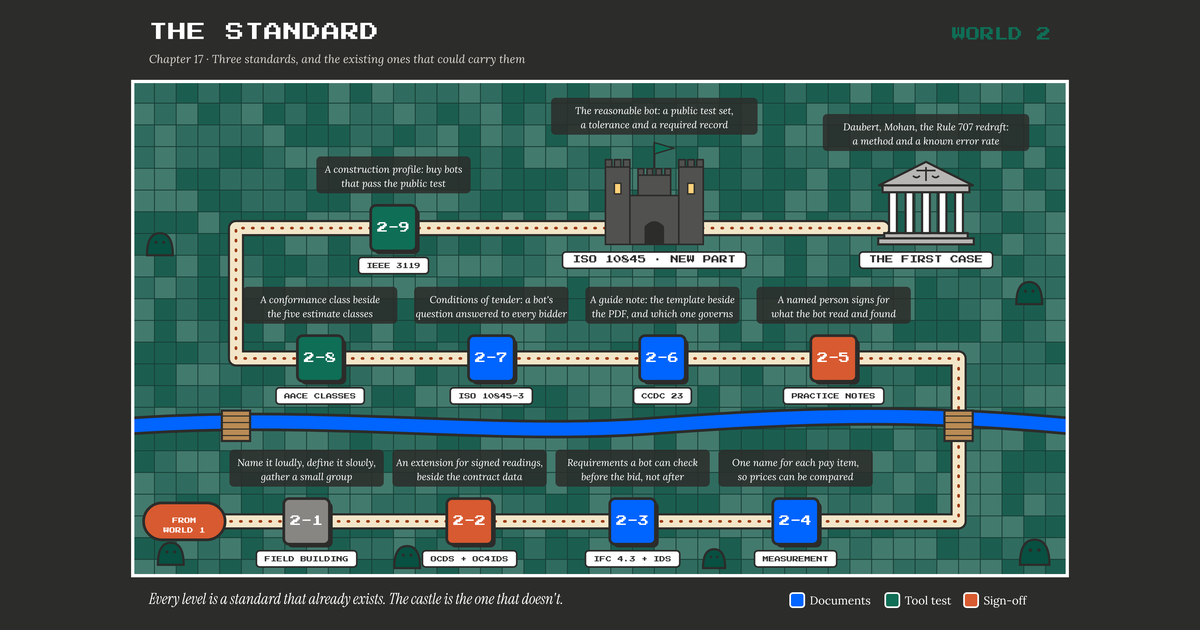 THE STANDARD
WORLD 2
Chapter 17 · Three standards, and the existing ones that could carry them
The reasonable bot: a public test set,
a tolerance and a required record
Daubert, Mohan, the Rule 707 redraft:
a method and a known error rate
A construction profile: buy bots
that pass the public test
2-9
IEEE 3119
ISO 10845 · NEW PART
THE FIRST CASE
A conformance class beside
the five estimate classes
Conditions of tender: a bot's
question answered to every bidder
A guide note: the template beside
the PDF, and which one governs
A named person signs for
what the bot read and found
2-8
2-7
2-6
2-5
AACE CLASSES
ISO 10845-3
CCDC 23
PRACTICE NOTES
Name it loudly, define it slowly,
gather a small group
An extension for signed readings,
beside the contract data
Requirements a bot can check
before the bid, not after
One name for each pay item,
so prices can be compared
FROM
WORLD 1
2-1
2-2
2-3
2-4
FIELD BUILDING
OCDS + OC4IDS
IFC 4.3 + IDS
MEASUREMENT
Every level is a standard that already exists. The castle is the one that doesn't.
Documents
Tool test
Sign-off